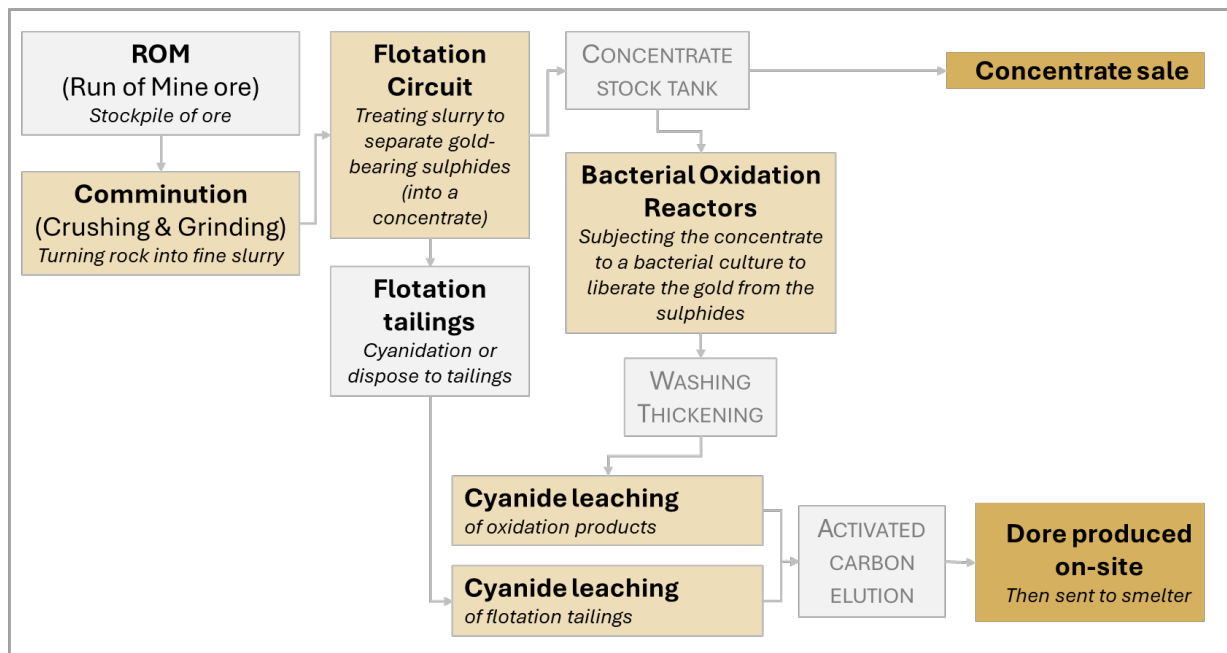 ROM
(Run of Mine ore)
Stockpile of ore
Comminution
(Crushing & Grinding)
Turning rock into fine slurry
Flotation
Circuit
Treating slurry to
separate gold-
bearing sulphides
(into a
concentrate)
Flotation
tailings
Cyanidation or
dispose to tailings
CONCENTRATE
STOCK TANK
Concentrate sale
Bacterial Oxidation
Reactors
Subjecting the concentrate
to a bacterial culture to
liberate the gold from the
sulphides
WASHING
THICKENING
Cyanide leaching
of oxidation products
Cyanide leaching
of flotation tailings
ACTIVATED
CARBON
ELUTION
Dore produced
on-site
Then sent to smelter